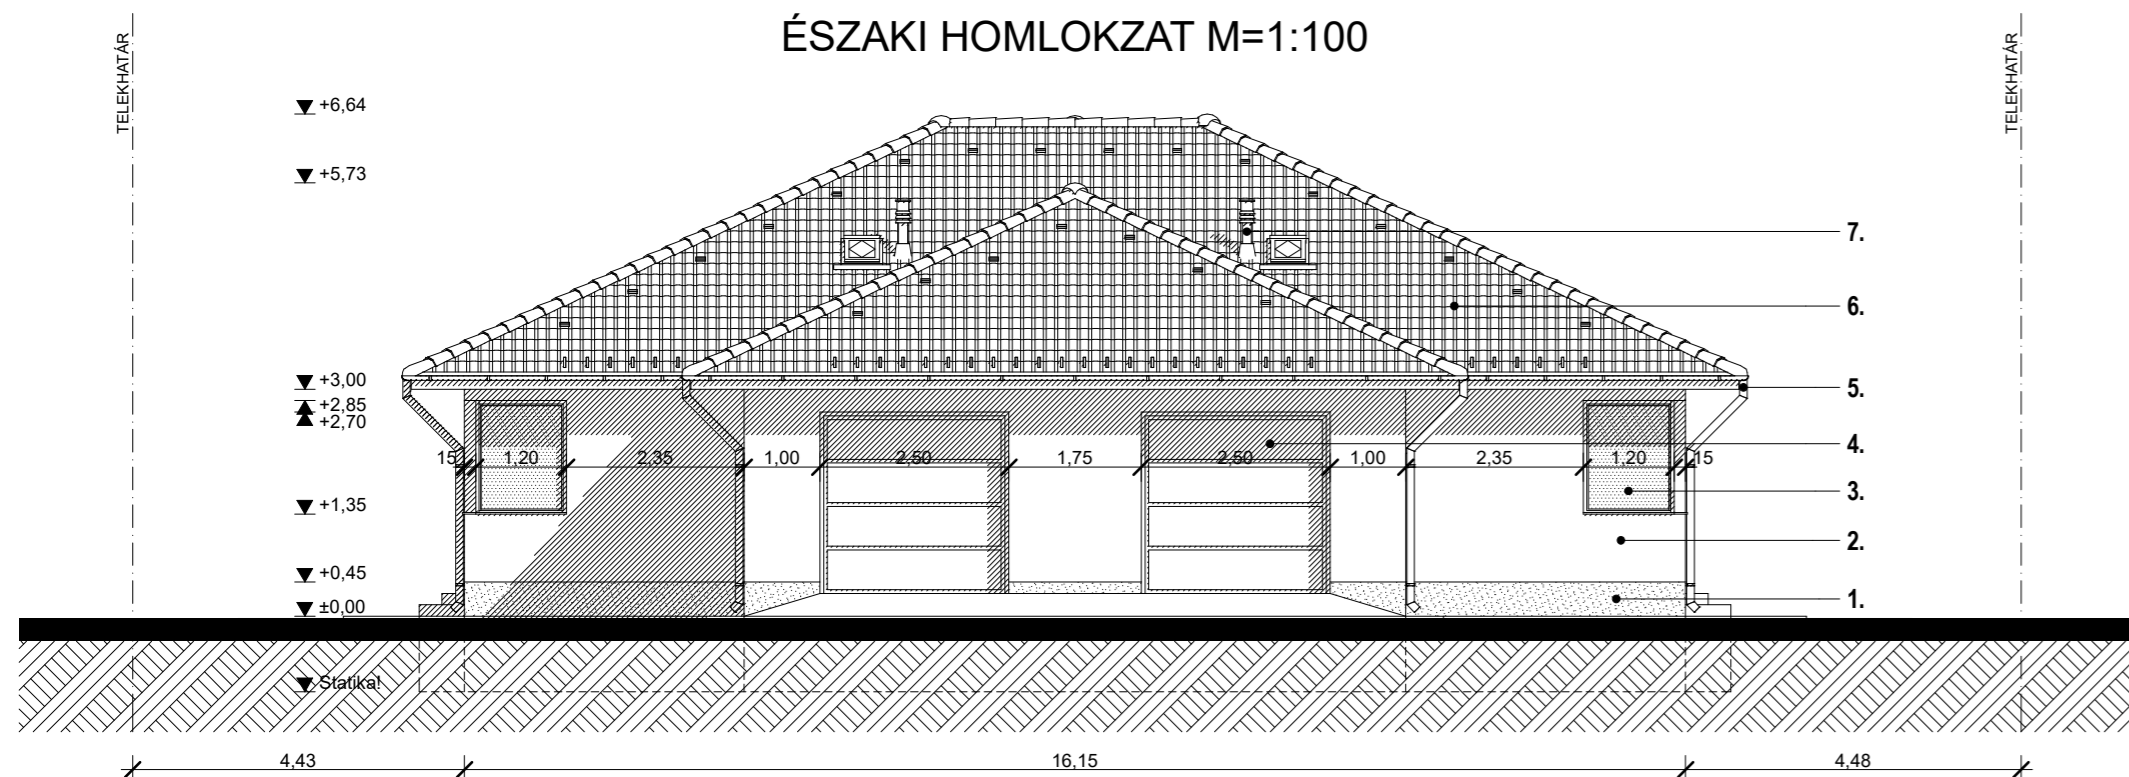 ÉSZAKI HOMLOKZAT M=1:100
TELEKHATÁR
TELEKHATÁR
+6,64
+5,73
7.
6.
+3,00
5.
+2,85
+2,70
4.
15 1,20 2,35 1,00 2,50 1,75 2,50 1,00 2,35 1,20 15
3.
+1,35
2.
+0,45
1.
±0,00
Statika!
4,43 16,15 4,48